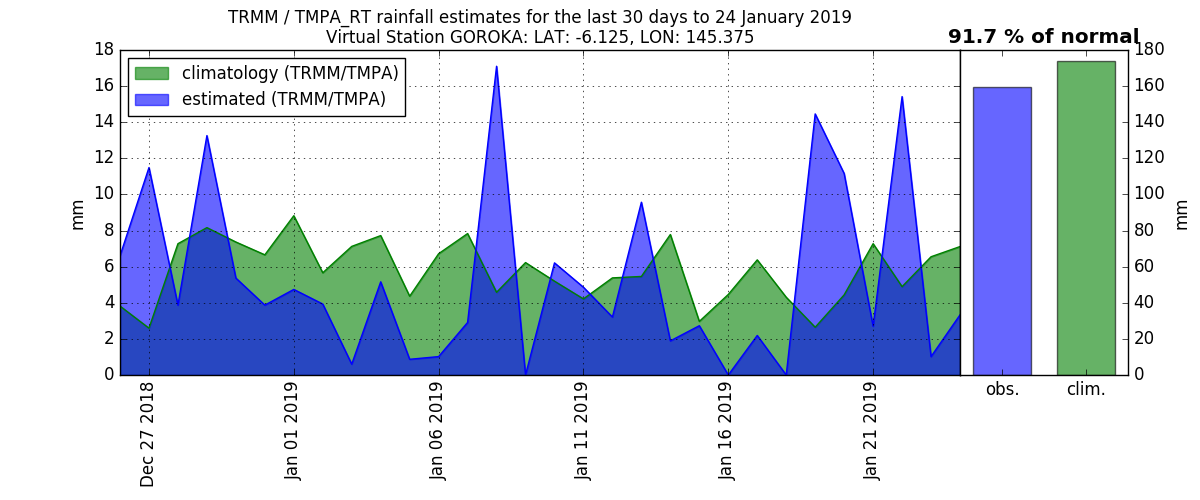 TRMM / TMPA_RT rainfall estimates for the last 30 days to 24 January 2019
Virtual Station GOROKA: LAT: -6.125, LON: 145.375
91.7 % of normal
climatology (TRMM/TMPA)
estimated (TRMM/TMPA)
mm
18
16
14
12
10
8
6
4
2
0
Dec 27 2018
Jan 01 2019
Jan 06 2019
Jan 11 2019
Jan 16 2019
Jan 21 2019
obs.
clim.
180
160
140
120
100
80
60
40
20
0
mm